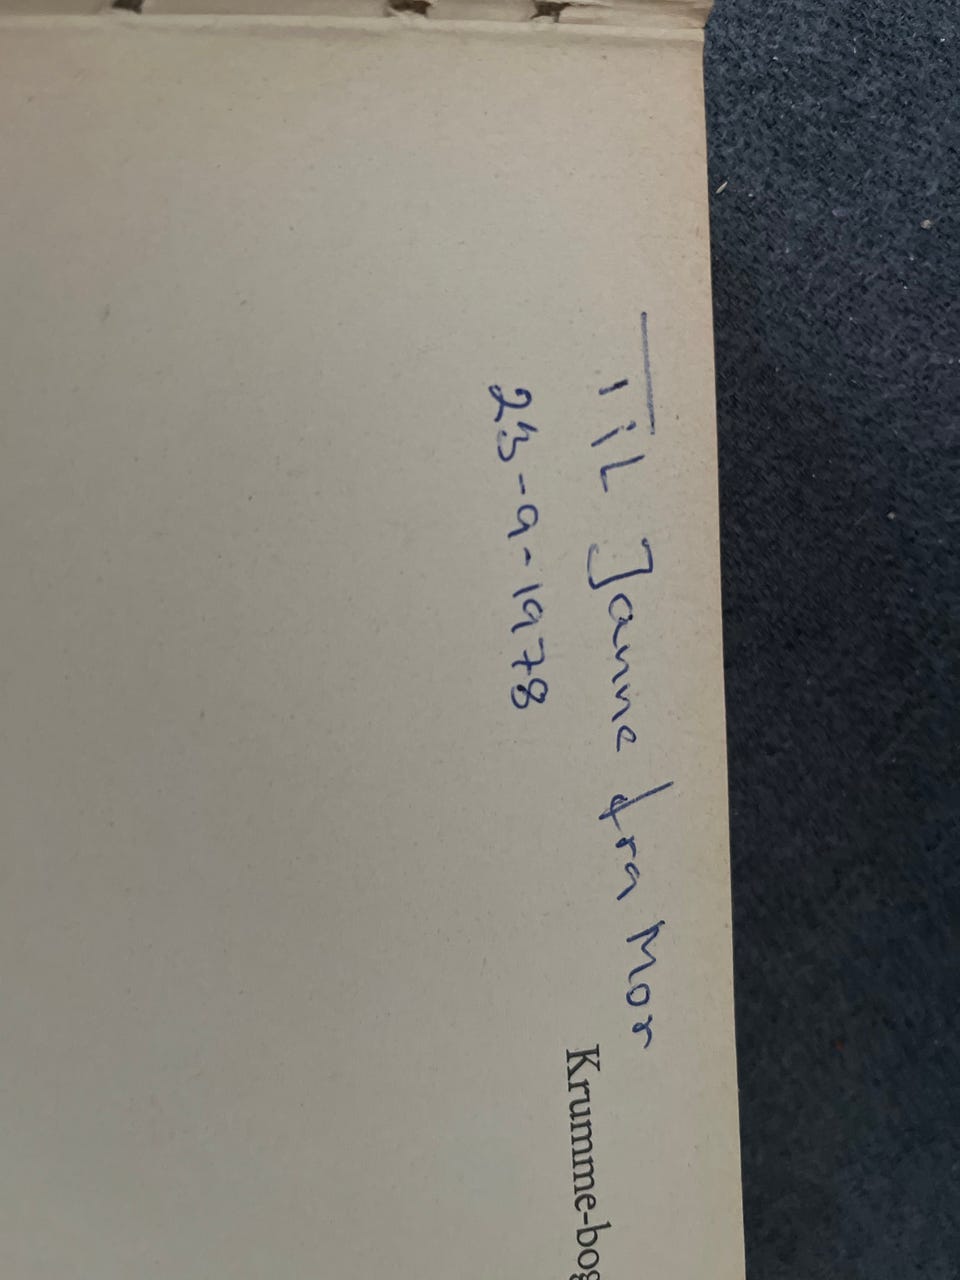 Til Janne fra Mor
23-9-1978
Krumme-bog